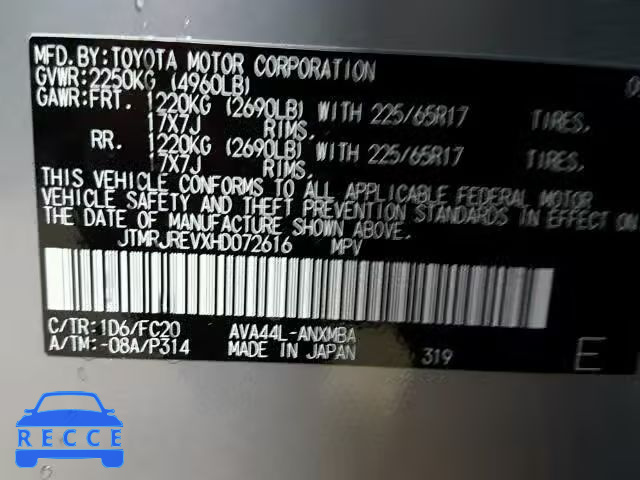 MFD.BY:TOYOTA MOTOR CORPORATION
GVWR:2250KG (4960LB)
GAWR:FRT. 1220KG (2690LB) WITH 225/65R17 TIRES.
17X7J RIMS.
RR. 1220KG (2690LB) WITH 225/65R17 TIRES.
17X7J RIMS.
THIS VEHICLE CONFORMS TO ALL APPLICABLE FEDERAL MOTOR
VEHICLE SAFETY AND THEFT PREVENTION STANDARDS IN EFFECT ON
THE DATE OF MANUFACTURE SHOWN ABOVE.
JTMRJREVXHD072616 MPV
C/TR:1D6/FC20 AVA44L-ANXMBA
A/TM:-08A/P314 MADE IN JAPAN 319 E
RECCE